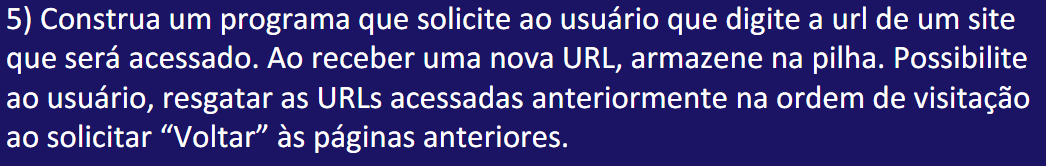 5) Construa um programa que solicite ao usuário que digite a url de um site
que será acessado. Ao receber uma nova URL, armazene na pilha. Possibilite
ao usuário, resgatar as URLs acessadas anteriormente na ordem de visitação
ao solicitar “Voltar” às páginas anteriores.